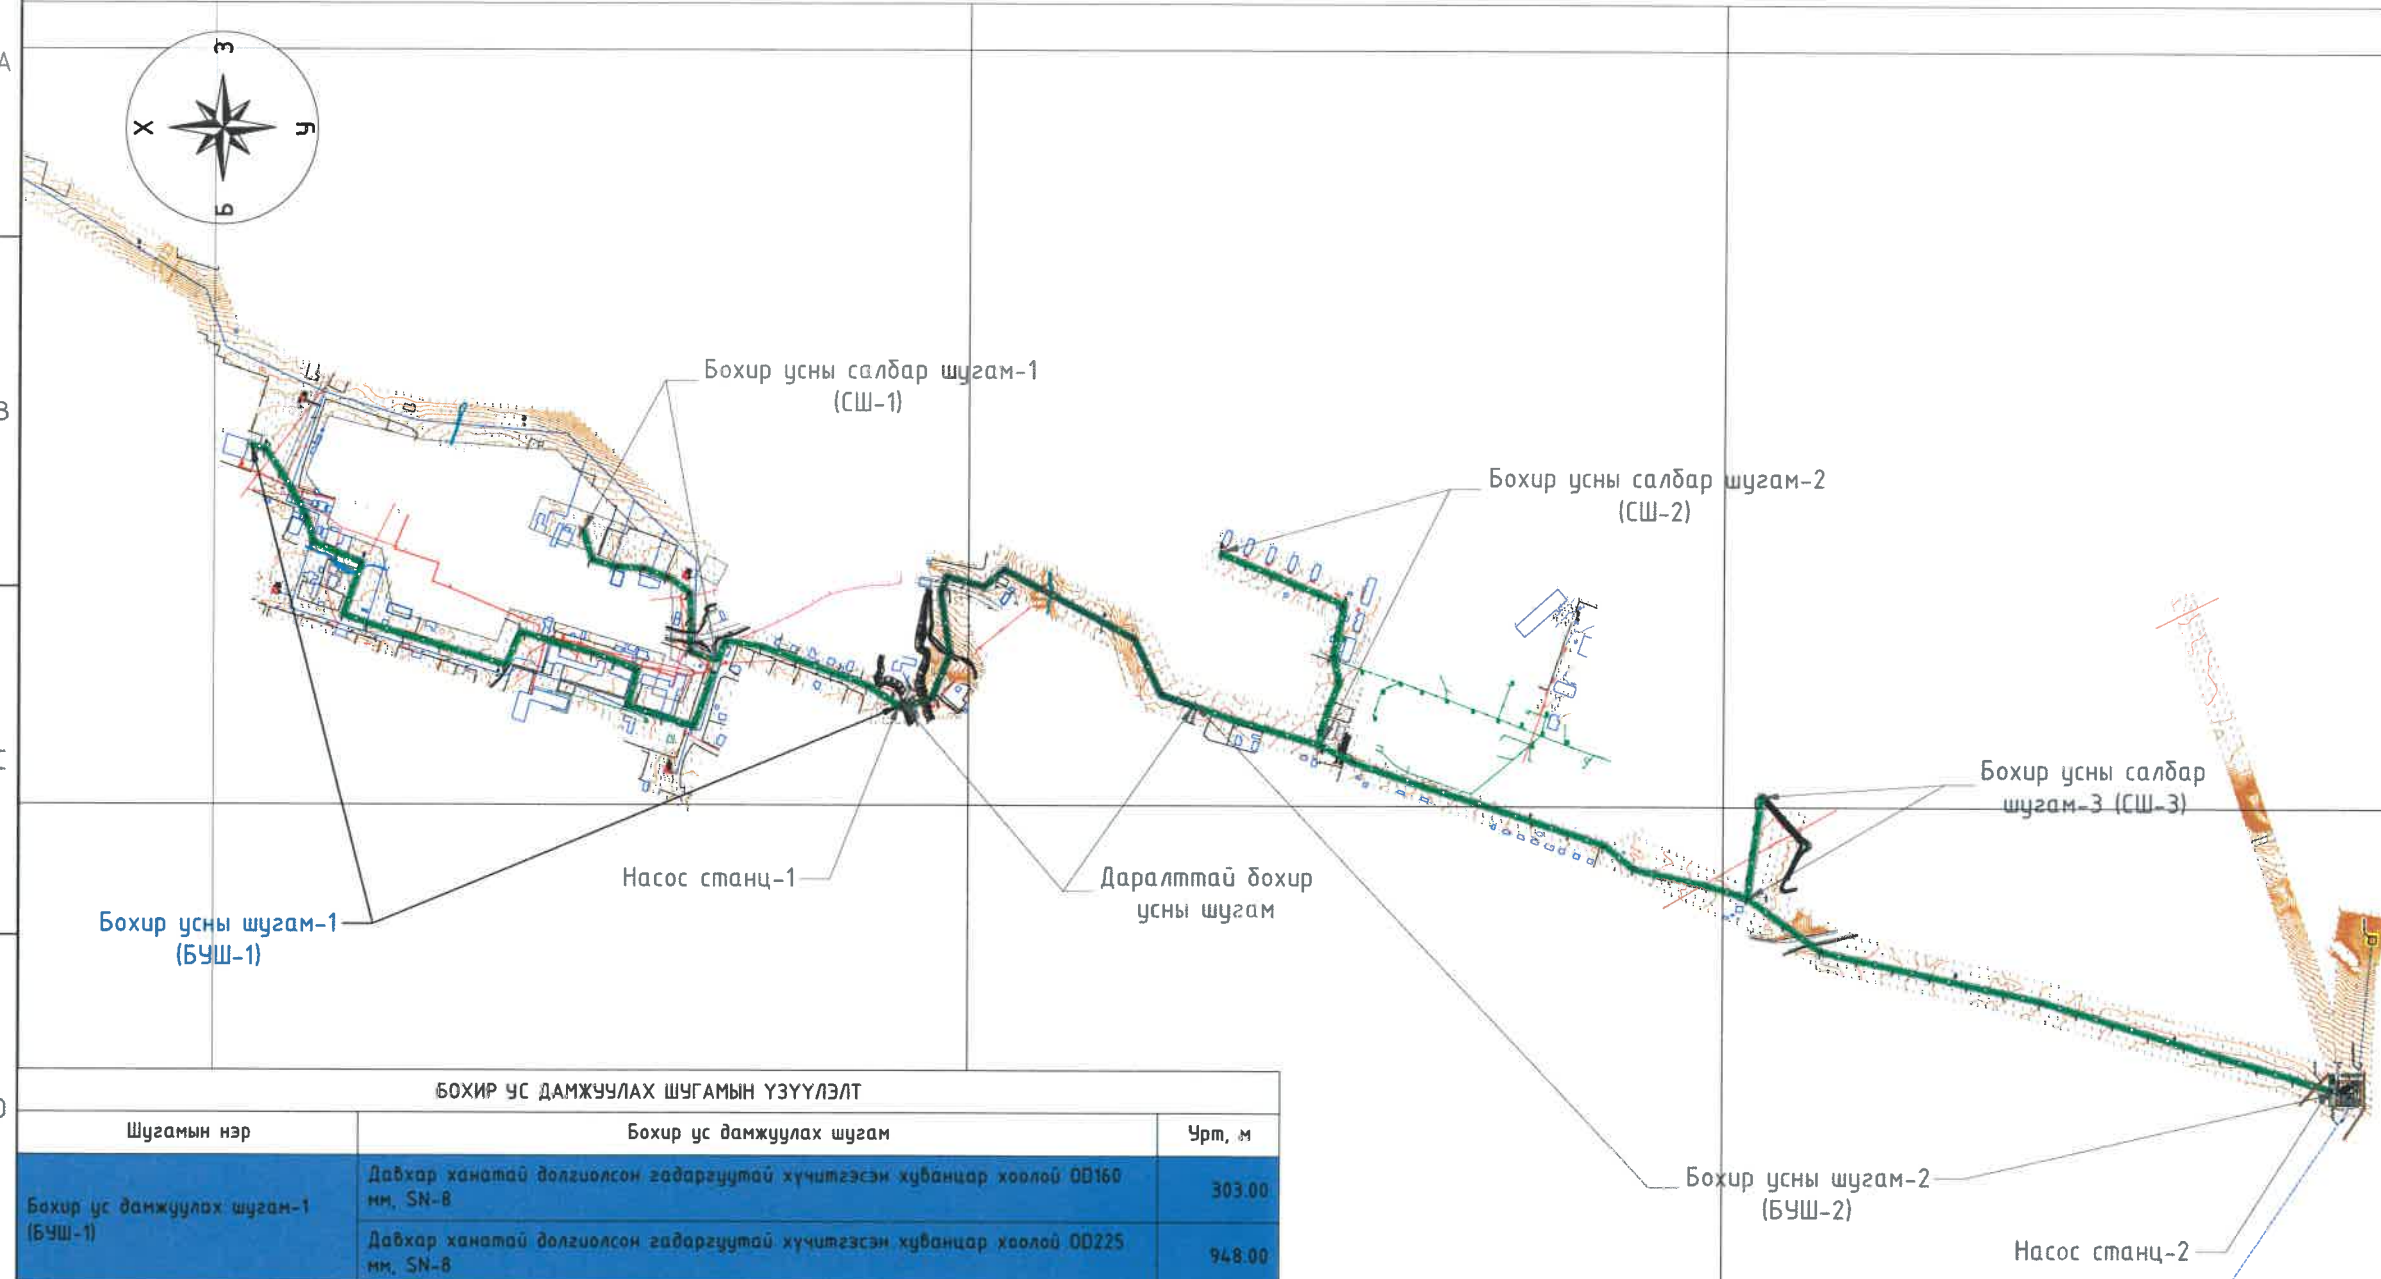 А
З
Х
У
Б
В
Бохир усны салбар шугам-1
(СШ-1)
Бохир усны салбар шугам-2
(СШ-2)
Бохир усны салбар
шугам-3 (СШ-3)
Насос станц-1
Даралттай бохир
усны шугам
Бохир усны шугам-1
(БУШ-1)
Бохир усны шугам-2
(БУШ-2)
Насос станц-2
БОХИР УС ДАМЖУУЛАХ ШУГАМЫН ҮЗҮҮЛЭЛТ
Шугамын нэр
Бохир ус дамжуулах шугам
Урт, м
Бохир ус дамжуулах шугам-1
(БУШ-1)
Давхар ханатай долгиолсон гадаргуутай хүчитгэсэн хуванцар хоолой OD160
мм, SN-8
303.00
Давхар ханатай долгиолсон гадаргуутай хүчитгэсэн хуванцар хоолой OD225
мм, SN-8
948.00